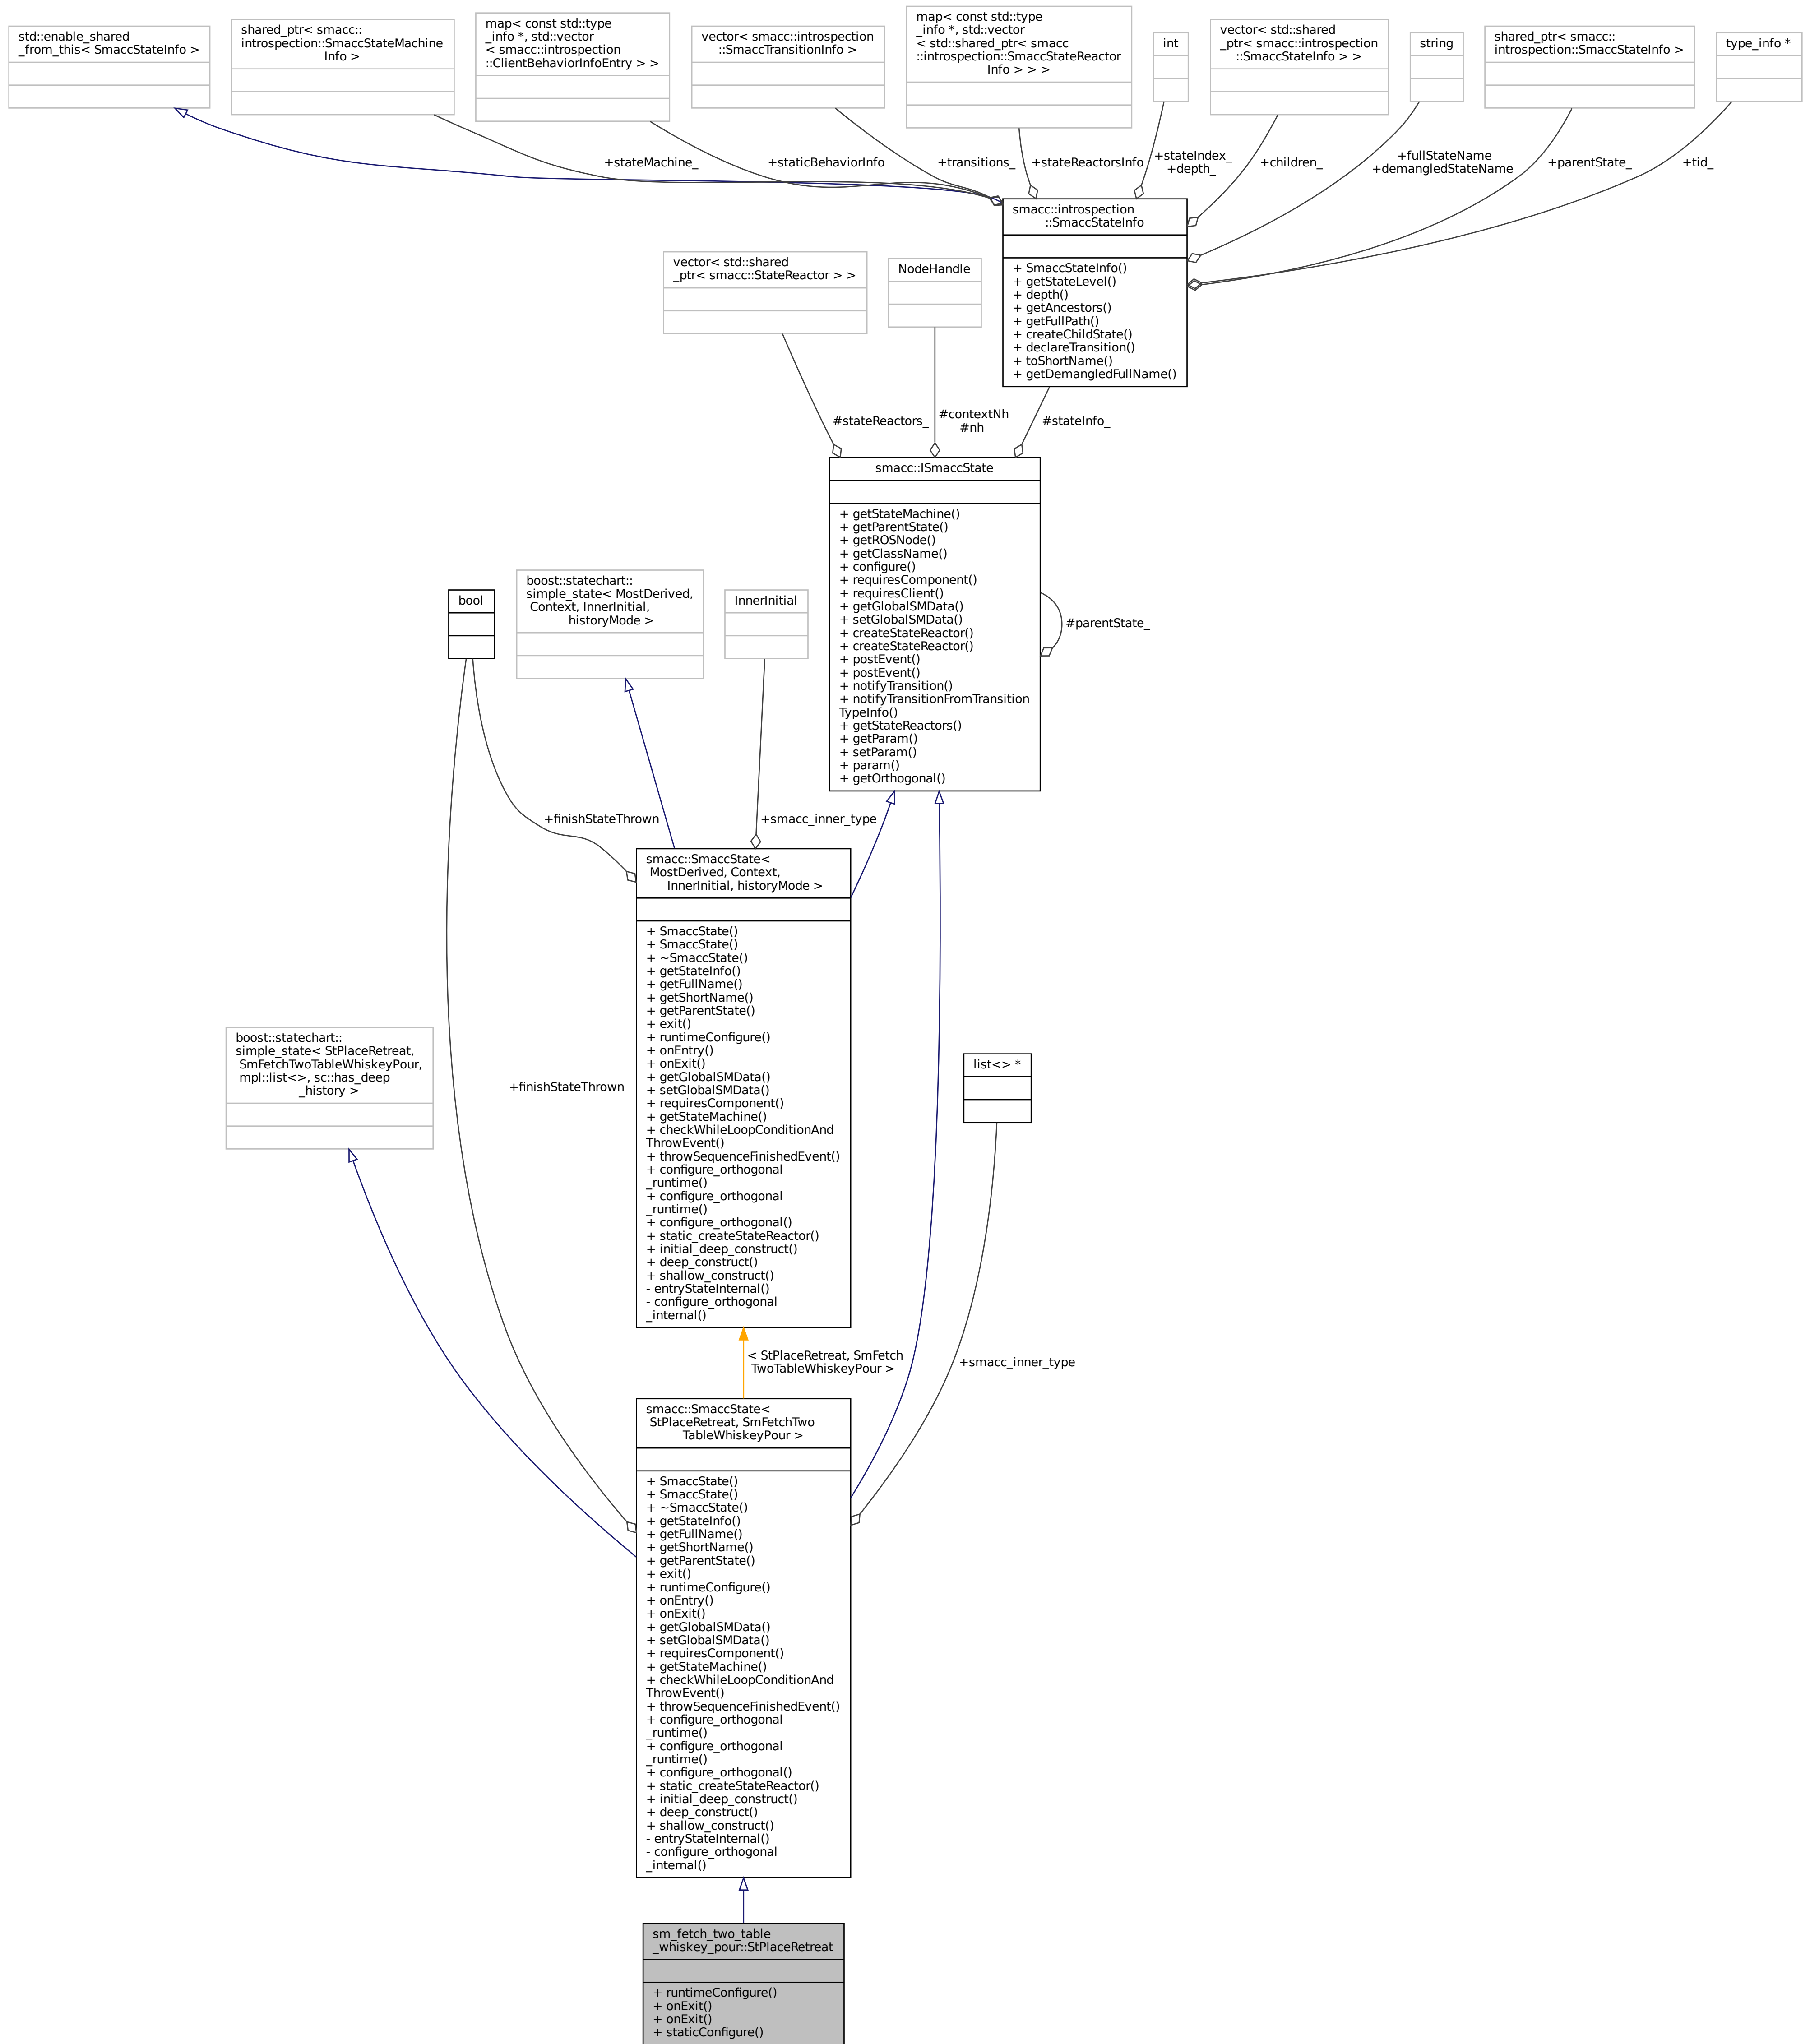 std::enable_shared
_from_this< SmaccStateInfo >
shared_ptr< smacc::
introspection::SmaccStateMachine
Info >
map< const std::type
_info *, std::vector
< smacc::introspection
::ClientBehaviorInfoEntry > >
vector< smacc::introspection
::SmaccTransitionInfo >
map< const std::type
_info *, std::vector
< std::shared_ptr< smacc
::introspection::SmaccStateReactor
Info > > >
int
vector< std::shared
_ptr< smacc::introspection
::SmaccStateInfo > >
string
shared_ptr< smacc::
introspection::SmaccStateInfo >
type_info *
+stateMachine_
+staticBehaviorInfo
+transitions_
+stateReactorsInfo
+stateIndex_
+depth_
+children_
+fullStateName
+demangledStateName
+parentState_
+tid_
smacc::introspection
::SmaccStateInfo
+ SmaccStateInfo()
+ getStateLevel()
+ depth()
+ getAncestors()
+ getFullPath()
+ createChildState()
+ declareTransition()
+ toShortName()
+ getDemangledFullName()
vector< std::shared
_ptr< smacc::StateReactor > >
NodeHandle
#stateReactors_
#contextNh
#nh
#stateInfo_
smacc::ISmaccState
+ getStateMachine()
+ getParentState()
+ getROSNode()
+ getClassName()
+ configure()
+ requiresComponent()
+ requiresClient()
+ getGlobalSMData()
+ setGlobalSMData()
+ createStateReactor()
+ createStateReactor()
+ postEvent()
+ postEvent()
+ notifyTransition()
+ notifyTransitionFromTransition
TypeInfo()
+ getStateReactors()
+ getParam()
+ setParam()
+ param()
+ getOrthogonal()
#parentState_
bool
boost::statechart::
simple_state< MostDerived,
Context, InnerInitial,
historyMode >
InnerInitial
+finishStateThrown
+smacc_inner_type
smacc::SmaccState<
MostDerived, Context,
InnerInitial, historyMode >
+ SmaccState()
+ SmaccState()
+ ~SmaccState()
+ getStateInfo()
+ getFullName()
+ getShortName()
+ getParentState()
+ exit()
+ runtimeConfigure()
+ onEntry()
+ onExit()
+ getGlobalSMData()
+ setGlobalSMData()
+ requiresComponent()
+ getStateMachine()
+ checkWhileLoopConditionAnd
ThrowEvent()
+ throwSequenceFinishedEvent()
+ configure_orthogonal
_runtime()
+ configure_orthogonal
_runtime()
+ configure_orthogonal()
+ static_createStateReactor()
+ initial_deep_construct()
+ deep_construct()
+ shallow_construct()
- entryStateInternal()
- configure_orthogonal
_internal()
boost::statechart::
simple_state< StPlaceRetreat,
SmFetchTwoTableWhiskeyPour,
mpl::list<>, sc::has_deep
_history >
+finishStateThrown
list<> *
< StPlaceRetreat, SmFetch
TwoTableWhiskeyPour >
+smacc_inner_type
smacc::SmaccState<
StPlaceRetreat, SmFetchTwo
TableWhiskeyPour >
+ SmaccState()
+ SmaccState()
+ ~SmaccState()
+ getStateInfo()
+ getFullName()
+ getShortName()
+ getParentState()
+ exit()
+ runtimeConfigure()
+ onEntry()
+ onExit()
+ getGlobalSMData()
+ setGlobalSMData()
+ requiresComponent()
+ getStateMachine()
+ checkWhileLoopConditionAnd
ThrowEvent()
+ throwSequenceFinishedEvent()
+ configure_orthogonal
_runtime()
+ configure_orthogonal
_runtime()
+ configure_orthogonal()
+ static_createStateReactor()
+ initial_deep_construct()
+ deep_construct()
+ shallow_construct()
- entryStateInternal()
- configure_orthogonal
_internal()
sm_fetch_two_table
_whiskey_pour::StPlaceRetreat
+ runtimeConfigure()
+ onExit()
+ onExit()
+ staticConfigure()